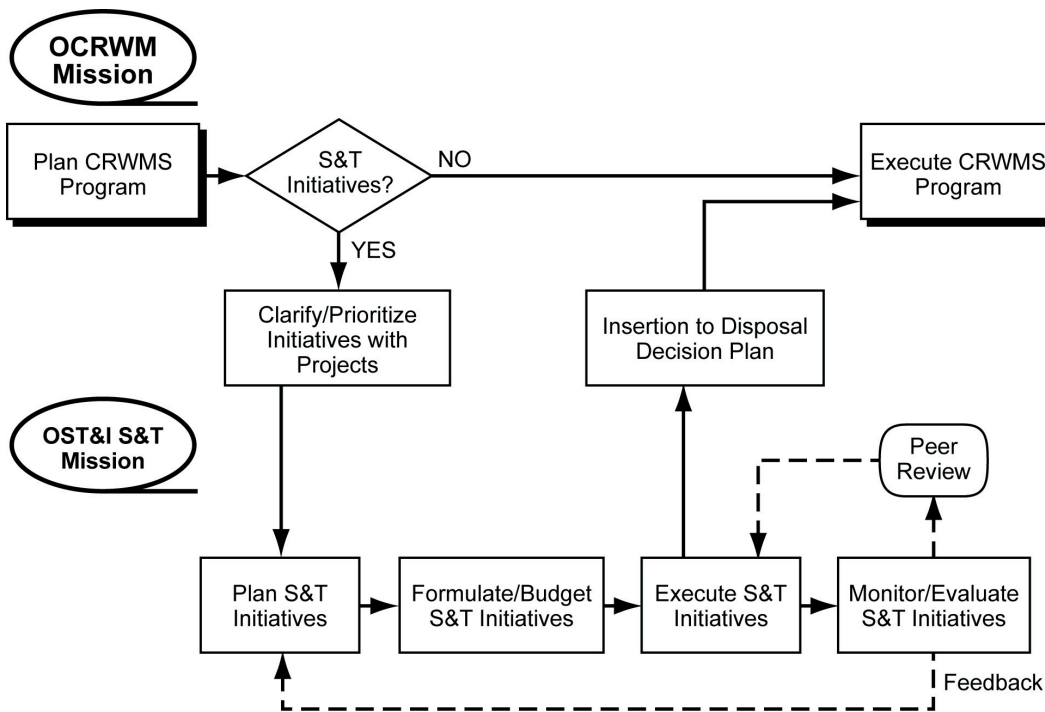 OCRWM
Mission
Plan CRWMS
Program
S&T
Initiatives?
NO
Execute CRWMS
Program
YES
Clarify/Prioritize
Initiatives with
Projects
Insertion to Disposal
Decision Plan
OST&I S&T
Mission
Peer
Review
Plan S&T
Initiatives
Formulate/Budget
S&T Initiatives
Execute S&T
Initiatives
Monitor/Evaluate
S&T Initiatives
Feedback